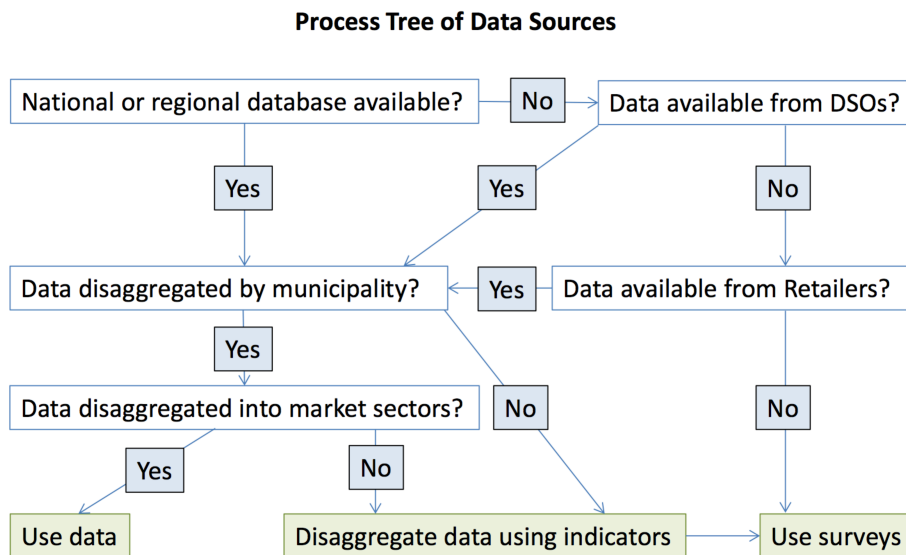 Process Tree of Data Sources
National or regional database available?
No
Data available from DSOs?
Yes
Yes
No
Data disaggregated by municipality?
Yes
Data available from Retailers?
Yes
Data disaggregated into market sectors?
No
No
Yes
No
Use data
Disaggregate data using indicators
Use surveys